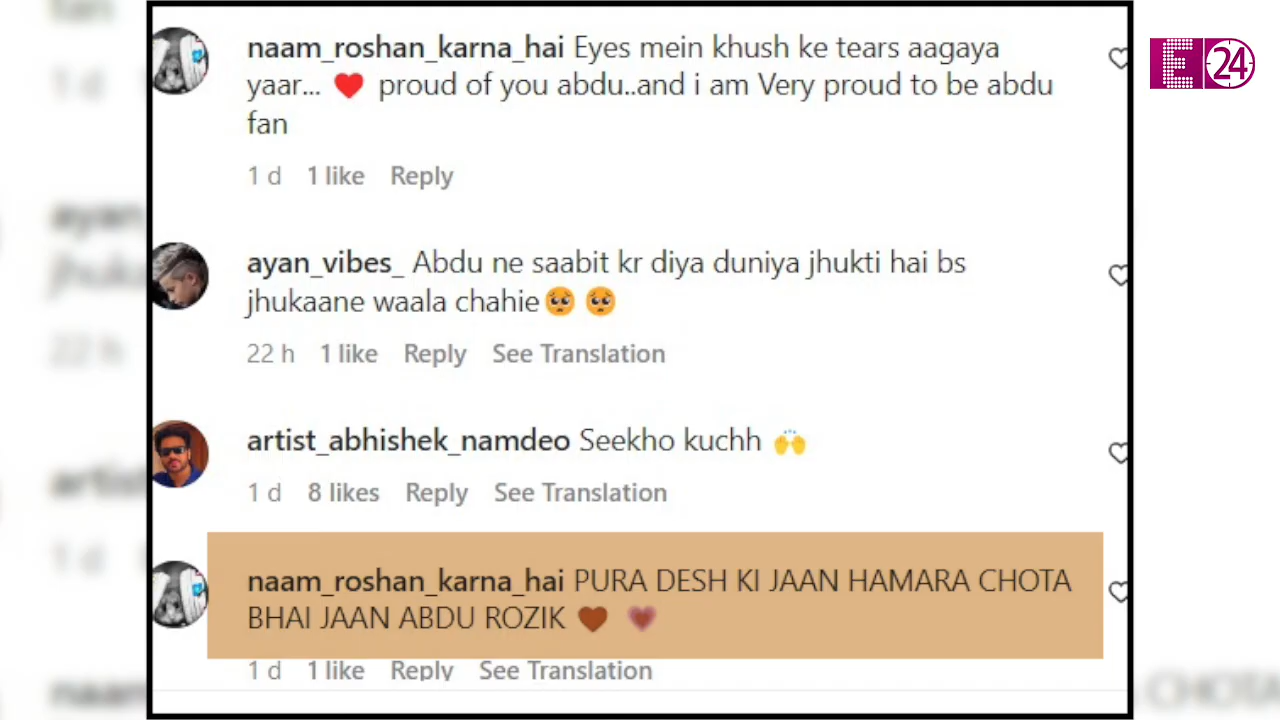 naam_roshan_karna_hai Eyes mein khush ke tears aagaya
yaar... ❤️ proud of you abdu..and i am Very proud to be abdu
fan
1 d 1 like Reply
ayan_vibes_ Abdu ne saabit kr diya duniya jhukti hai bs
jhukaane waala chahie🥺 🥺
22 h 1 like Reply See Translation
artist_abhishek_namdeo Seekho kuchh 🙌
1 d 8 likes Reply See Translation
naam_roshan_karna_hai PURA DESH KI JAAN HAMARA CHOTA
BHAI JAAN ABDU ROZIK 🤎 💗
1 d 1 like Reply See Translation
E 24